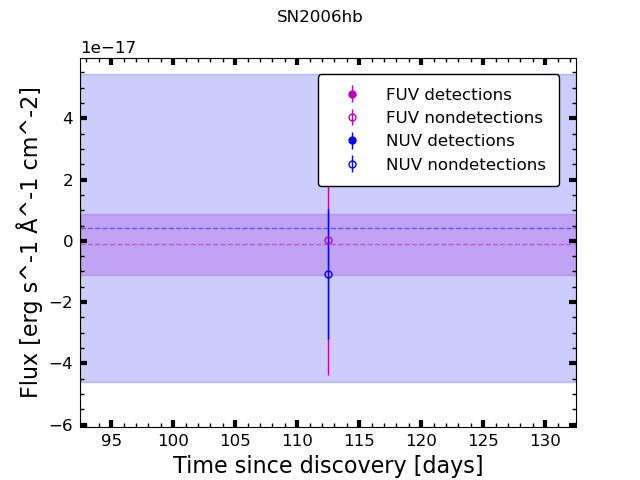 SN2006hb
1e−17
FUV detections
FUV nondetections
NUV detections
NUV nondetections
4
2
0
−2
−4
−6
Flux [erg s^-1 Å^-1 cm^-2]
95 100 105 110 115 120 125 130
Time since discovery [days]